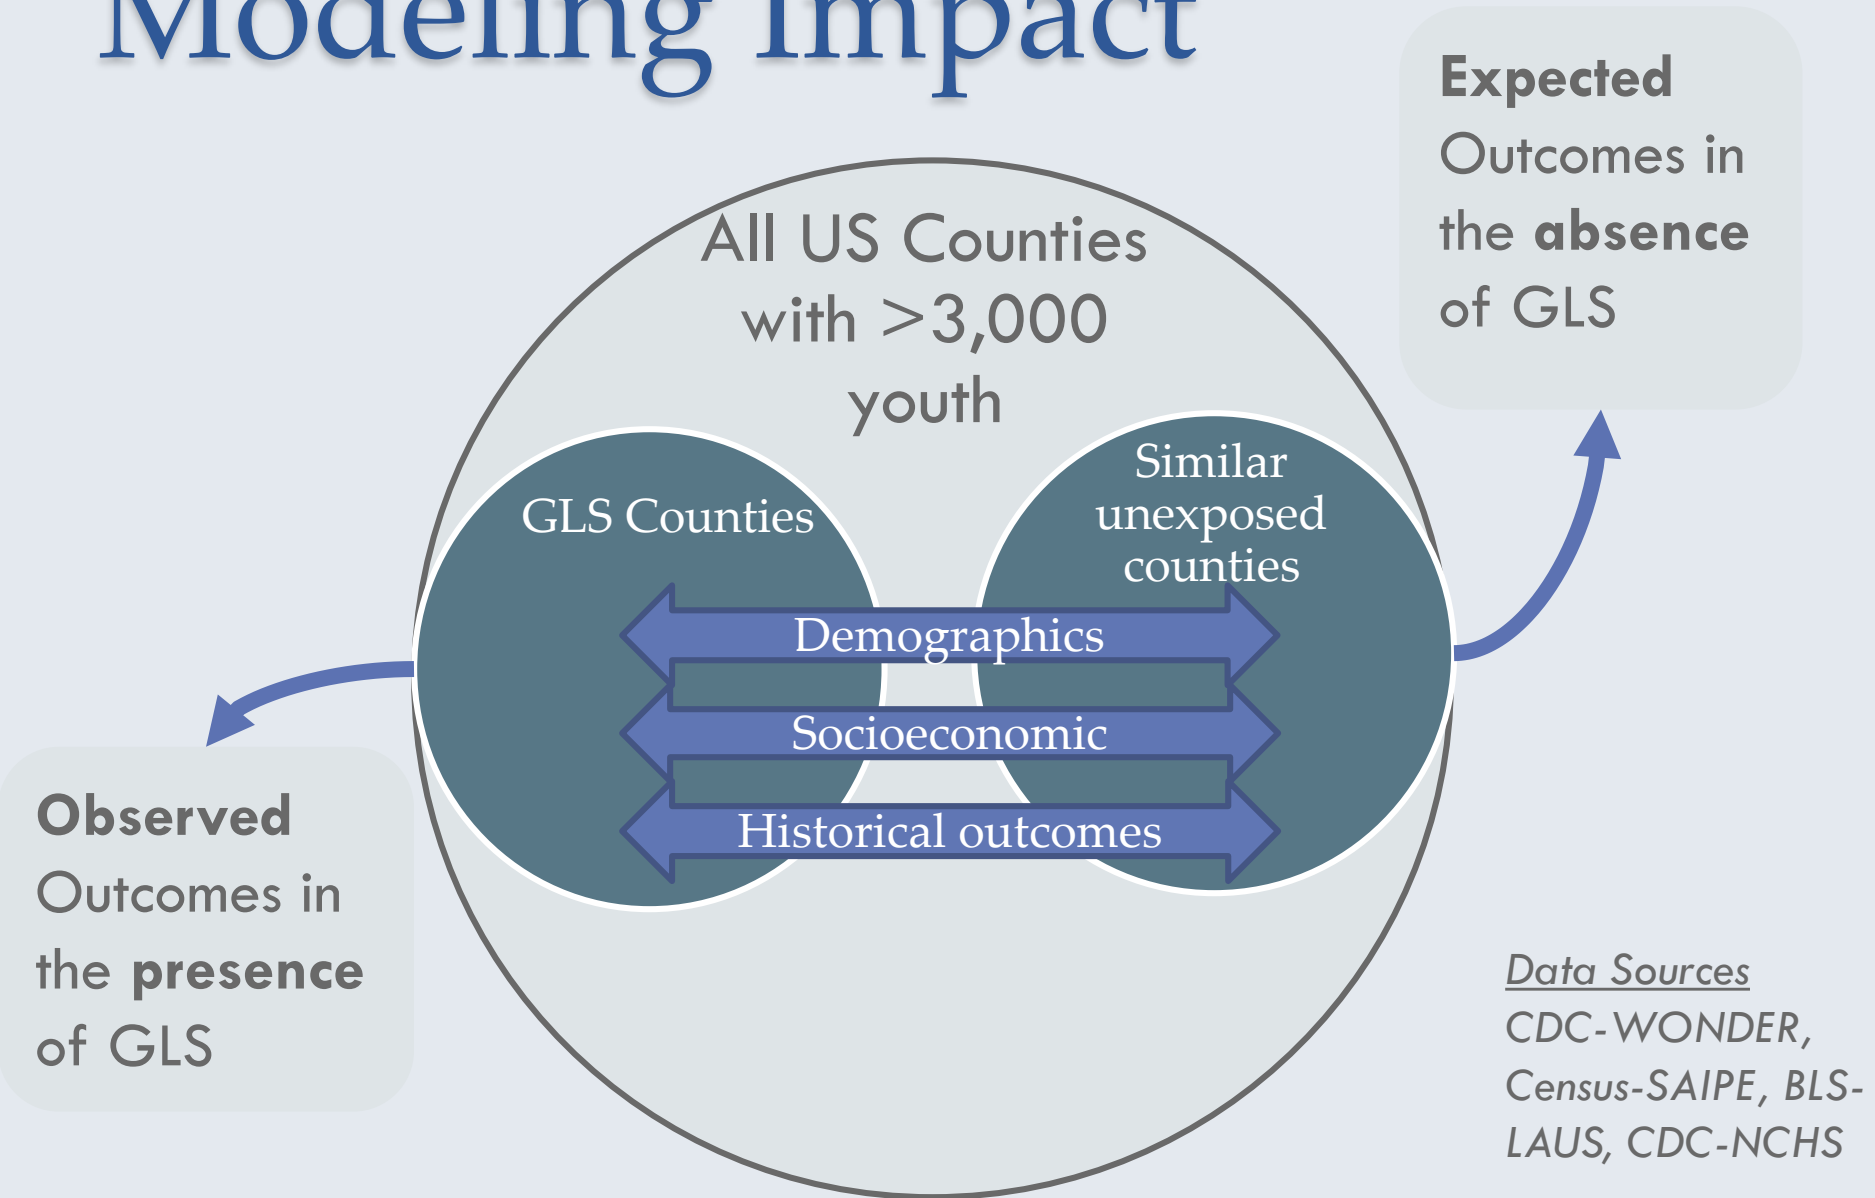 Modeling Impact
Expected
Outcomes in
the absence
of GLS
All US Counties
with >3,000
youth
GLS Counties
Similar
unexposed
counties
Demographics
Socioeconomic
Historical outcomes
Observed
Outcomes in
the presence
of GLS
Data Sources
CDC-WONDER,
Census-SAIPE, BLS-
LAUS, CDC-NCHS